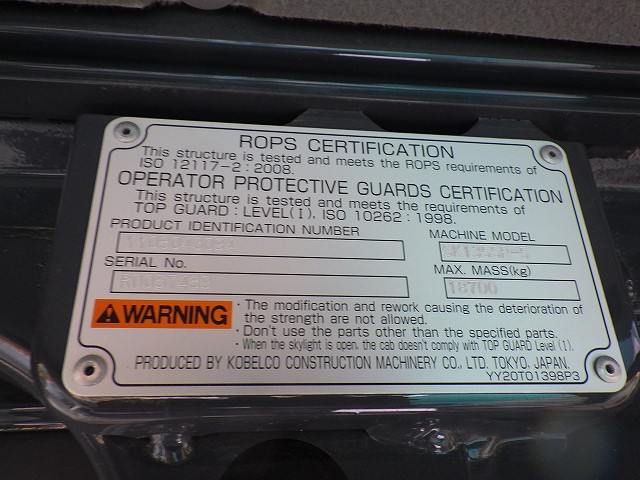 ROPS CERTIFICATION
This structure is tested and meets the ROPS requirements of
ISO 12117-2 : 2008.
OPERATOR PROTECTIVE GUARDS CERTIFICATION
This structure is tested and meets the requirements of
TOP GUARD : LEVEL(I), ISO 10262 : 1998.
PRODUCT IDENTIFICATION NUMBER
MACHINE MODEL
SERIAL No.
MAX. MASS(kg)
18700
WARNING
· The modification and rework causing the deterioration of
the strength are not allowed.
· Don't use the parts other than the specified parts.
· When the skylight is open, the cab doesn't comply with TOP GUARD Level (I).
PRODUCED BY KOBELCO CONSTRUCTION MACHINERY CO., LTD. TOKYO, JAPAN.
YY20T01398P3